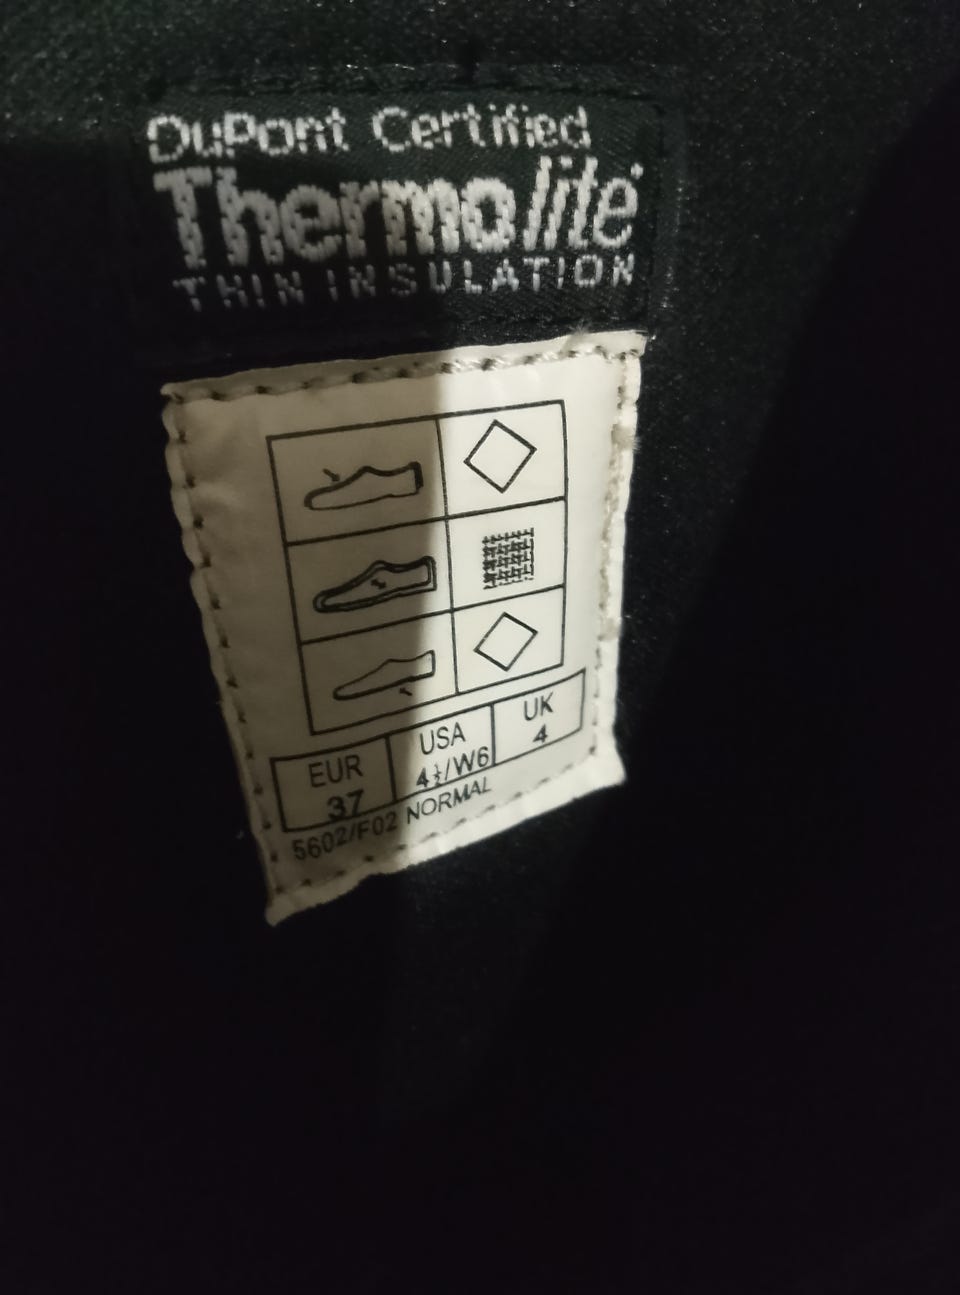 DuPont Certified
Thermolite
THIN INSULATION
EUR
37
USA
4½/W6
UK
4
5602/F02 NORMAL